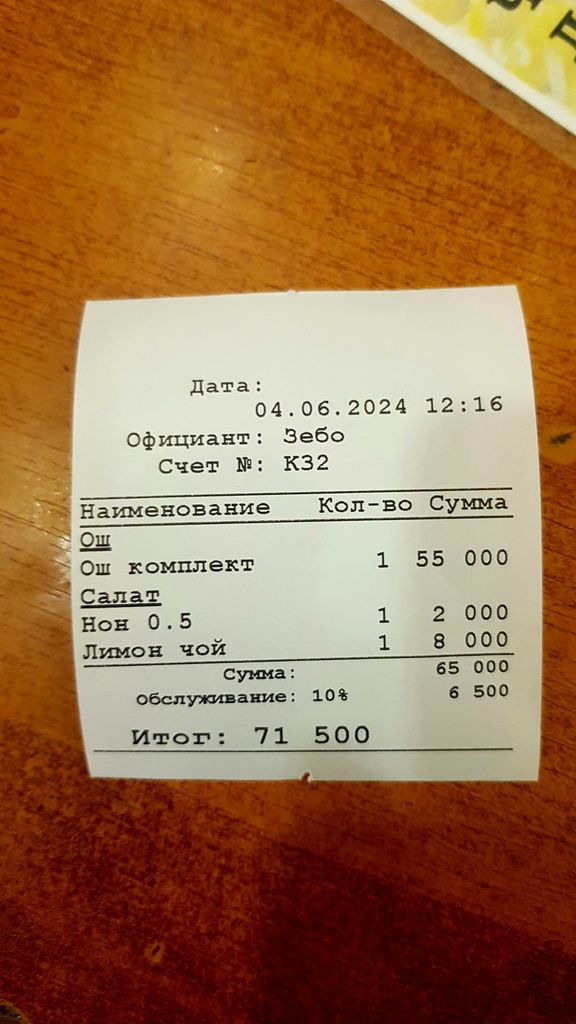 Дата:
04.06.2024 12:16
Официант: Зебо
Счет №: К32
Наименование Кол-во Сумма
Ош
Ош комплект 1 55 000
Салат
Нон 0.5 1 2 000
Лимон чой 1 8 000
Сумма: 65 000
Обслуживание: 10% 6 500
Итог: 71 500